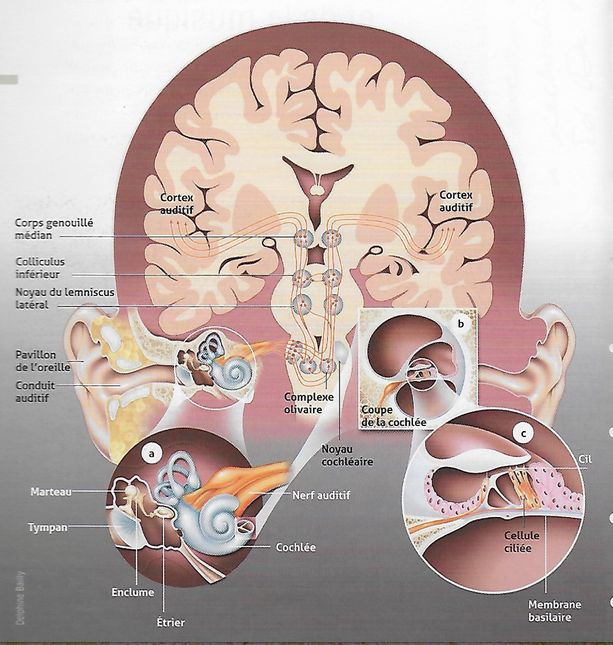 Cortex
auditif
Cortex
auditif
Corps genouillé
médian
Colliculus
inférieur
Noyau du lemniscus
latéral
Pavillon
de l'oreille
Conduit
auditif
b
Complexe
olivaire
Coupe
de la cochlée
Noyau
cochléaire
a
c
Cil
Marteau
Nerf auditif
Tympan
Cellule
ciliée
Cochlée
Enclume
Étrier
Membrane
basilaire
Delphine Bailly